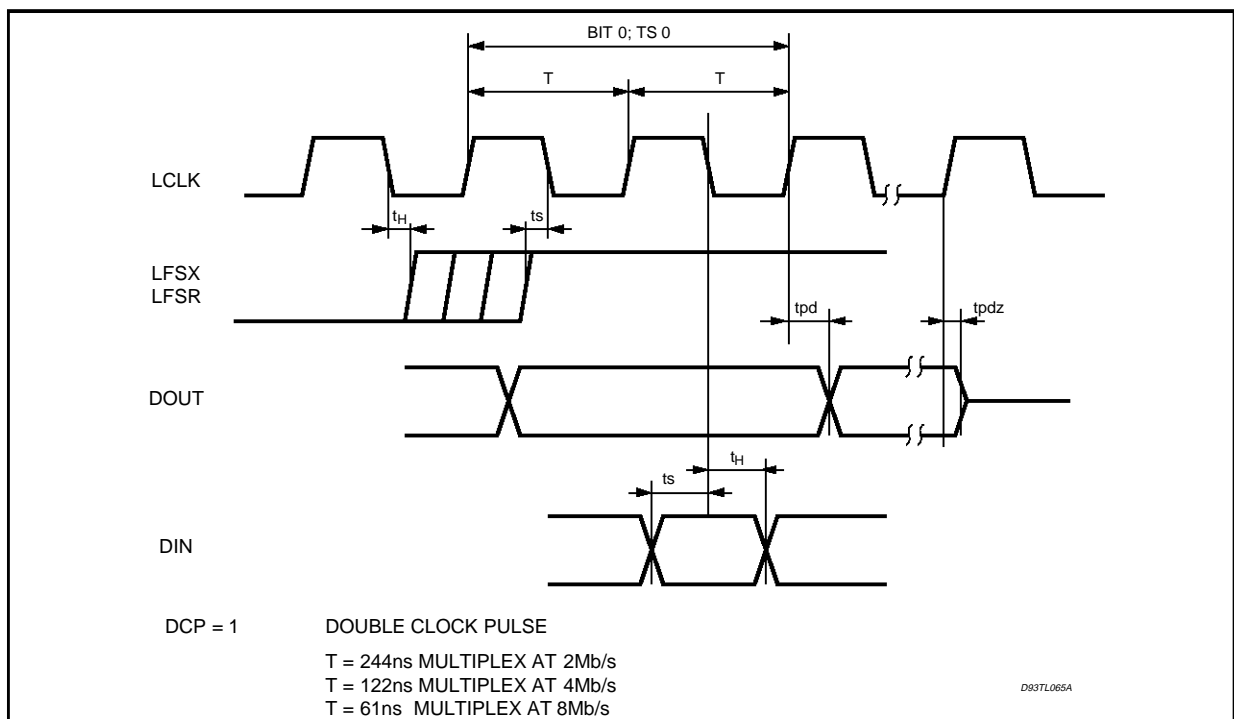 BIT 0; TS 0
T T
LCLK
tH ts
LFSX
LFSR
tpd tpdz
DOUT
ts tH
DIN
DCP = 1 DOUBLE CLOCK PULSE
T = 244ns MULTIPLEX AT 2Mb/s
T = 122ns MULTIPLEX AT 4Mb/s
T = 61ns MULTIPLEX AT 8Mb/s
D93TL065A